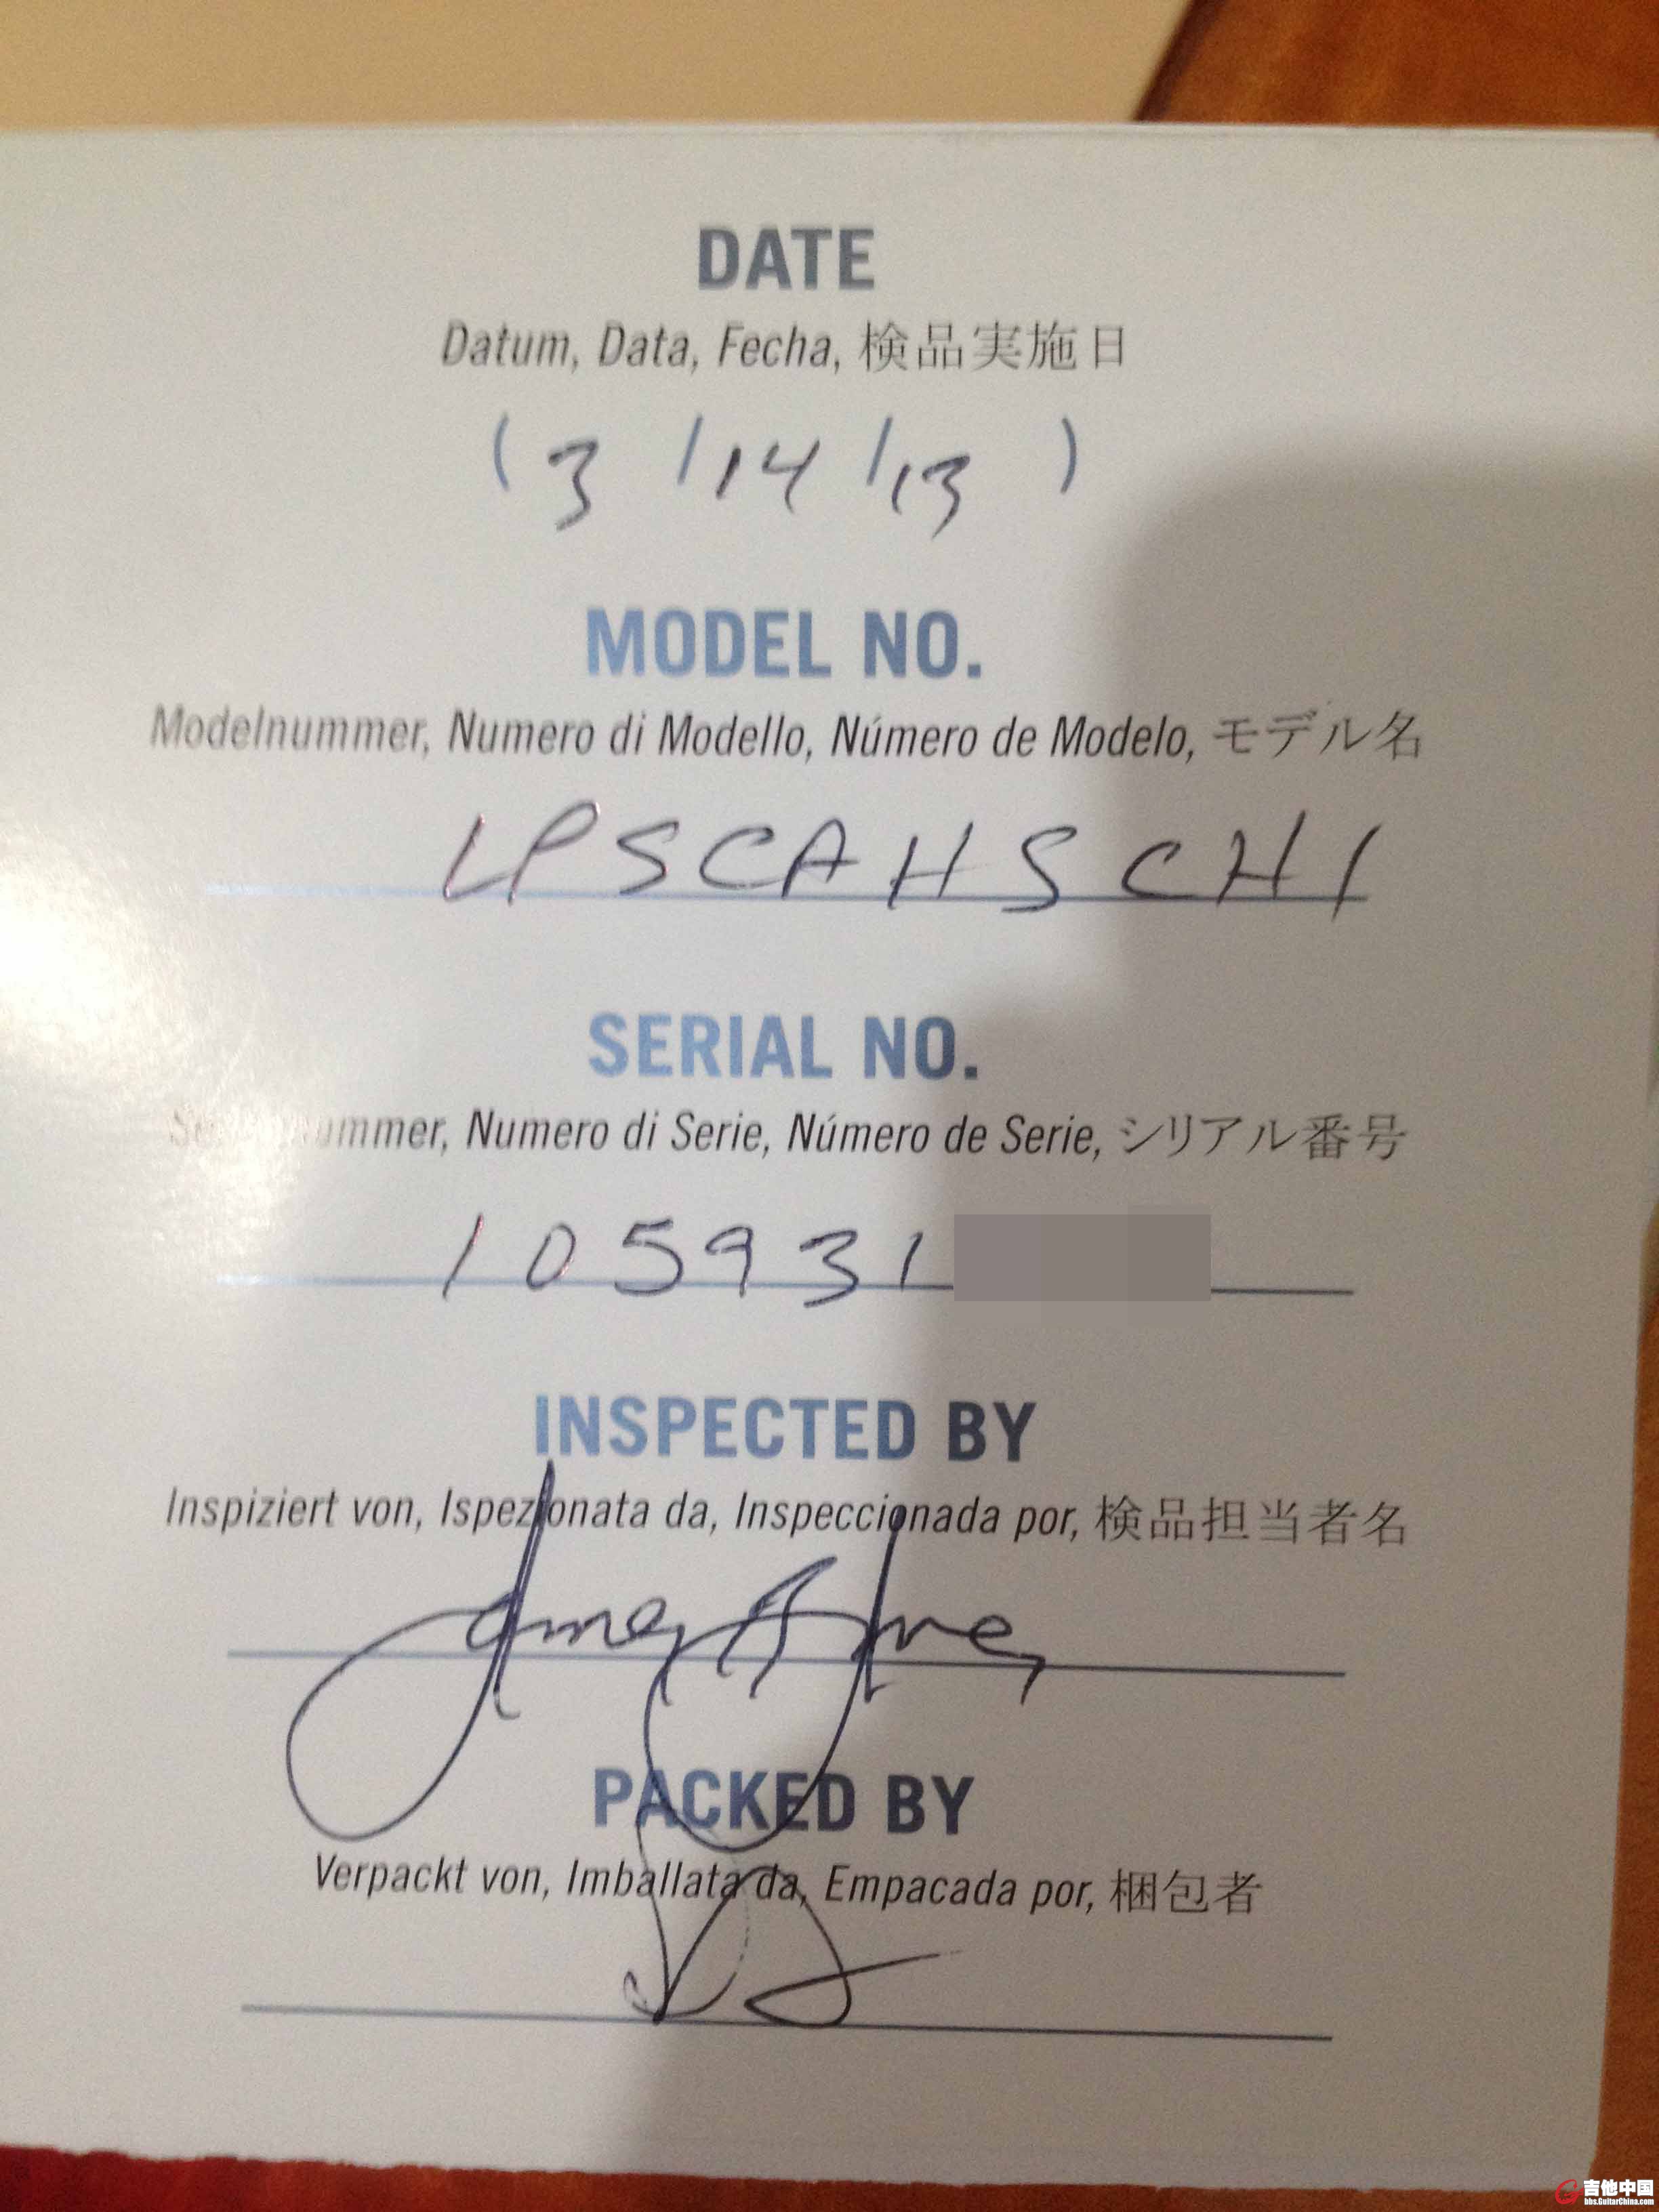 DATE
Datum, Data, Fecha, 検品実施日
( 3 / 14 / 13 )
MODEL NO.
Modelnummer, Numero di Modello, Número de Modelo, モデル名
LPSCAHSCH1
SERIAL NO.
Numero di Serie, Número de Serie, シリアル番号
105931
INSPECTED BY
Inspiziert von, Ispezionata da, Inspeccionada por, 検品担当者名
PACKED BY
Verpackt von, Imballata da, Empacada por, 梱包者
吉他中国
bbs.GuitarChina.com